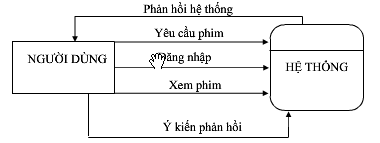 Phản hồi hệ thống
Yêu cầu phim
NGƯỜI DÙNG
ăng nhập
HỆ THỐNG
Xem phim
Ý kiến phản hồi